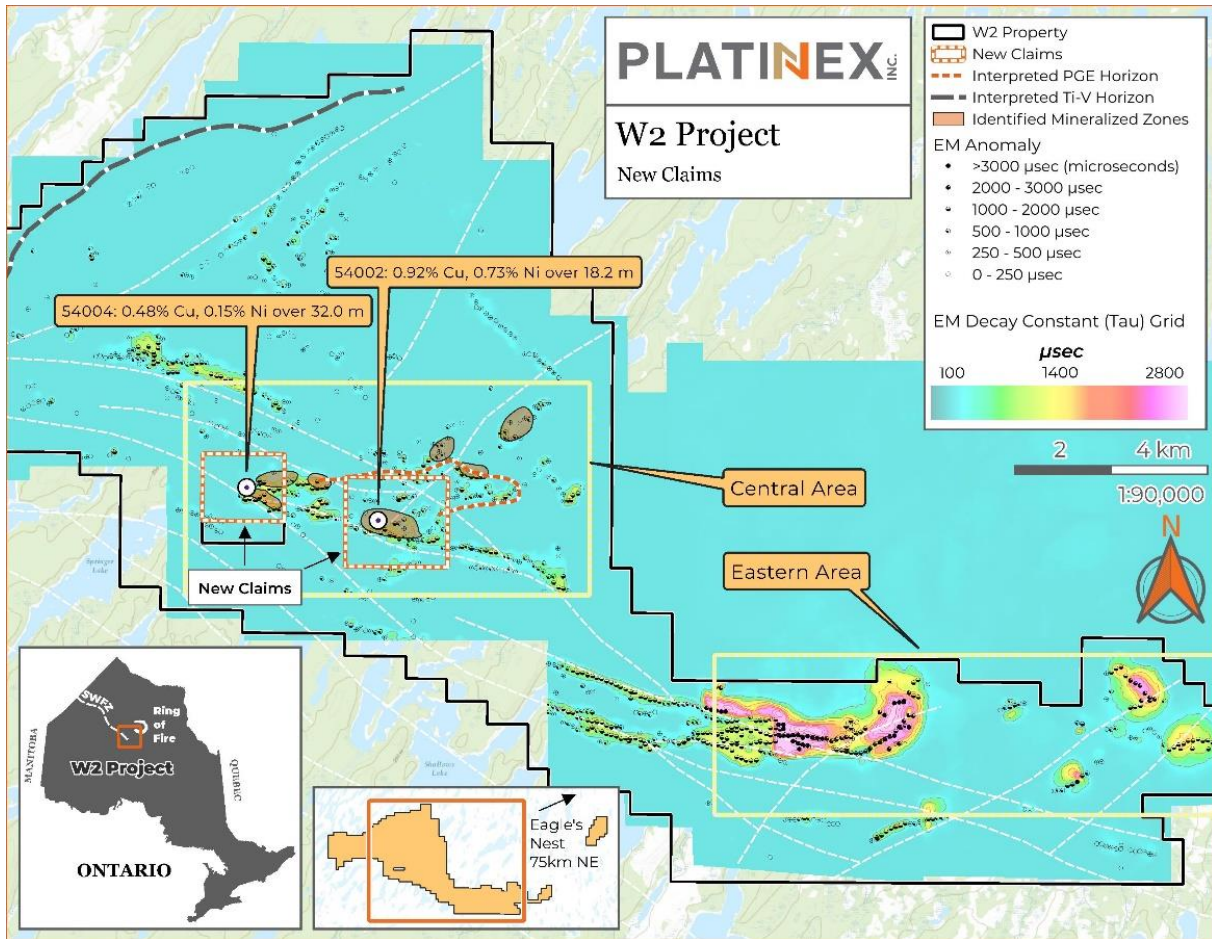 PLATINEX INC.
W2 Project
New Claims
W2 Property
New Claims
Interpreted PGE Horizon
Interpreted Ti-V Horizon
Identified Mineralized Zones
EM Anomaly
>3000 µsec (microseconds)
2000 - 3000 µsec
1000 - 2000 µsec
500 - 1000 µsec
250 - 500 µsec
0 - 250 µsec
EM Decay Constant (Tau) Grid
µsec
100 1400 2800
2 4 km
1:90,000
N
54002: 0.92% Cu, 0.73% Ni over 18.2 m
54004: 0.48% Cu, 0.15% Ni over 32.0 m
Central Area
Eastern Area
New Claims
SWFZ
Ring
of
Fire
W2 Project
MANITOBA
QUEBEC
ONTARIO
Eagle's
Nest
75km NE